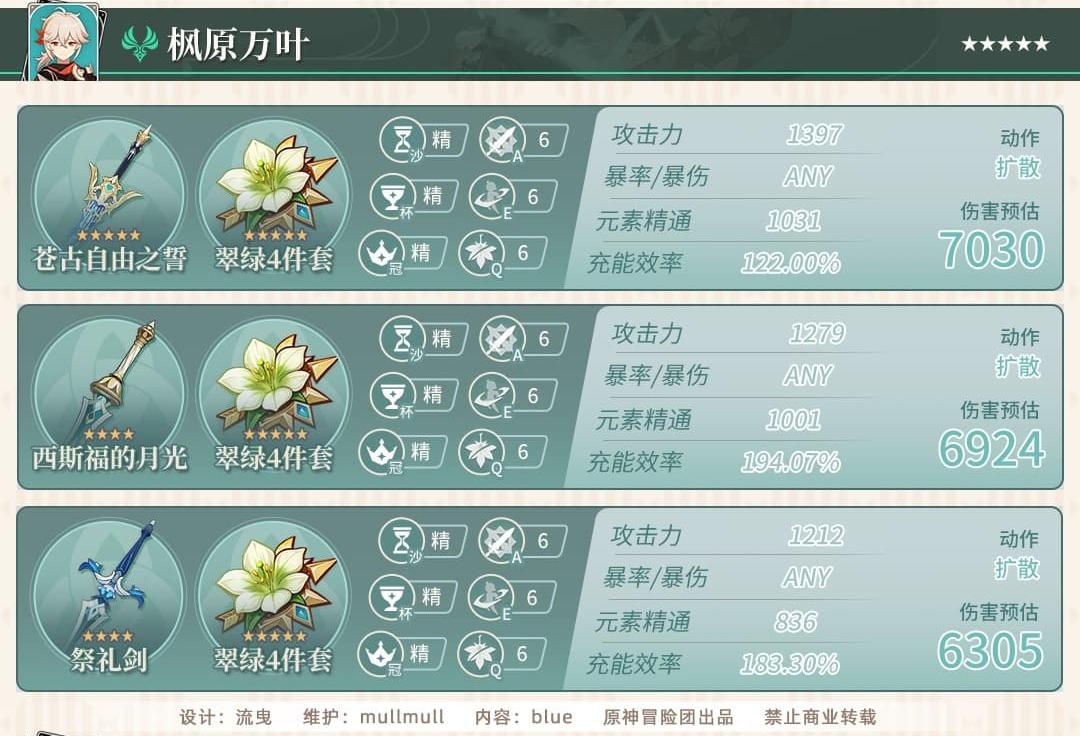 枫原万叶
★★★★★
精 6
沙 A
攻击力 1397
动作
暴率/暴伤 ANY
扩散
精 6
杯 E
元素精通 1031
伤害预估
7030
★★★★★ ★★★★★
苍古自由之誓 翠绿4件套
精 6
冠 Q
充能效率 122.00%
精 6
沙 A
攻击力 1279
动作
暴率/暴伤 ANY
扩散
精 6
杯 E
元素精通 1001
伤害预估
6924
★★★★ ★★★★★
西斯福的月光 翠绿4件套
精 6
冠 Q
充能效率 194.07%
精 6
沙 A
攻击力 1212
动作
暴率/暴伤 ANY
扩散
精 6
杯 E
元素精通 836
伤害预估
6305
★★★★ ★★★★★
祭礼剑 翠绿4件套
精 6
冠 Q
充能效率 183.30%
设计：流曳 维护：mullmull 内容：blue 原神冒险团出品 禁止商业转载